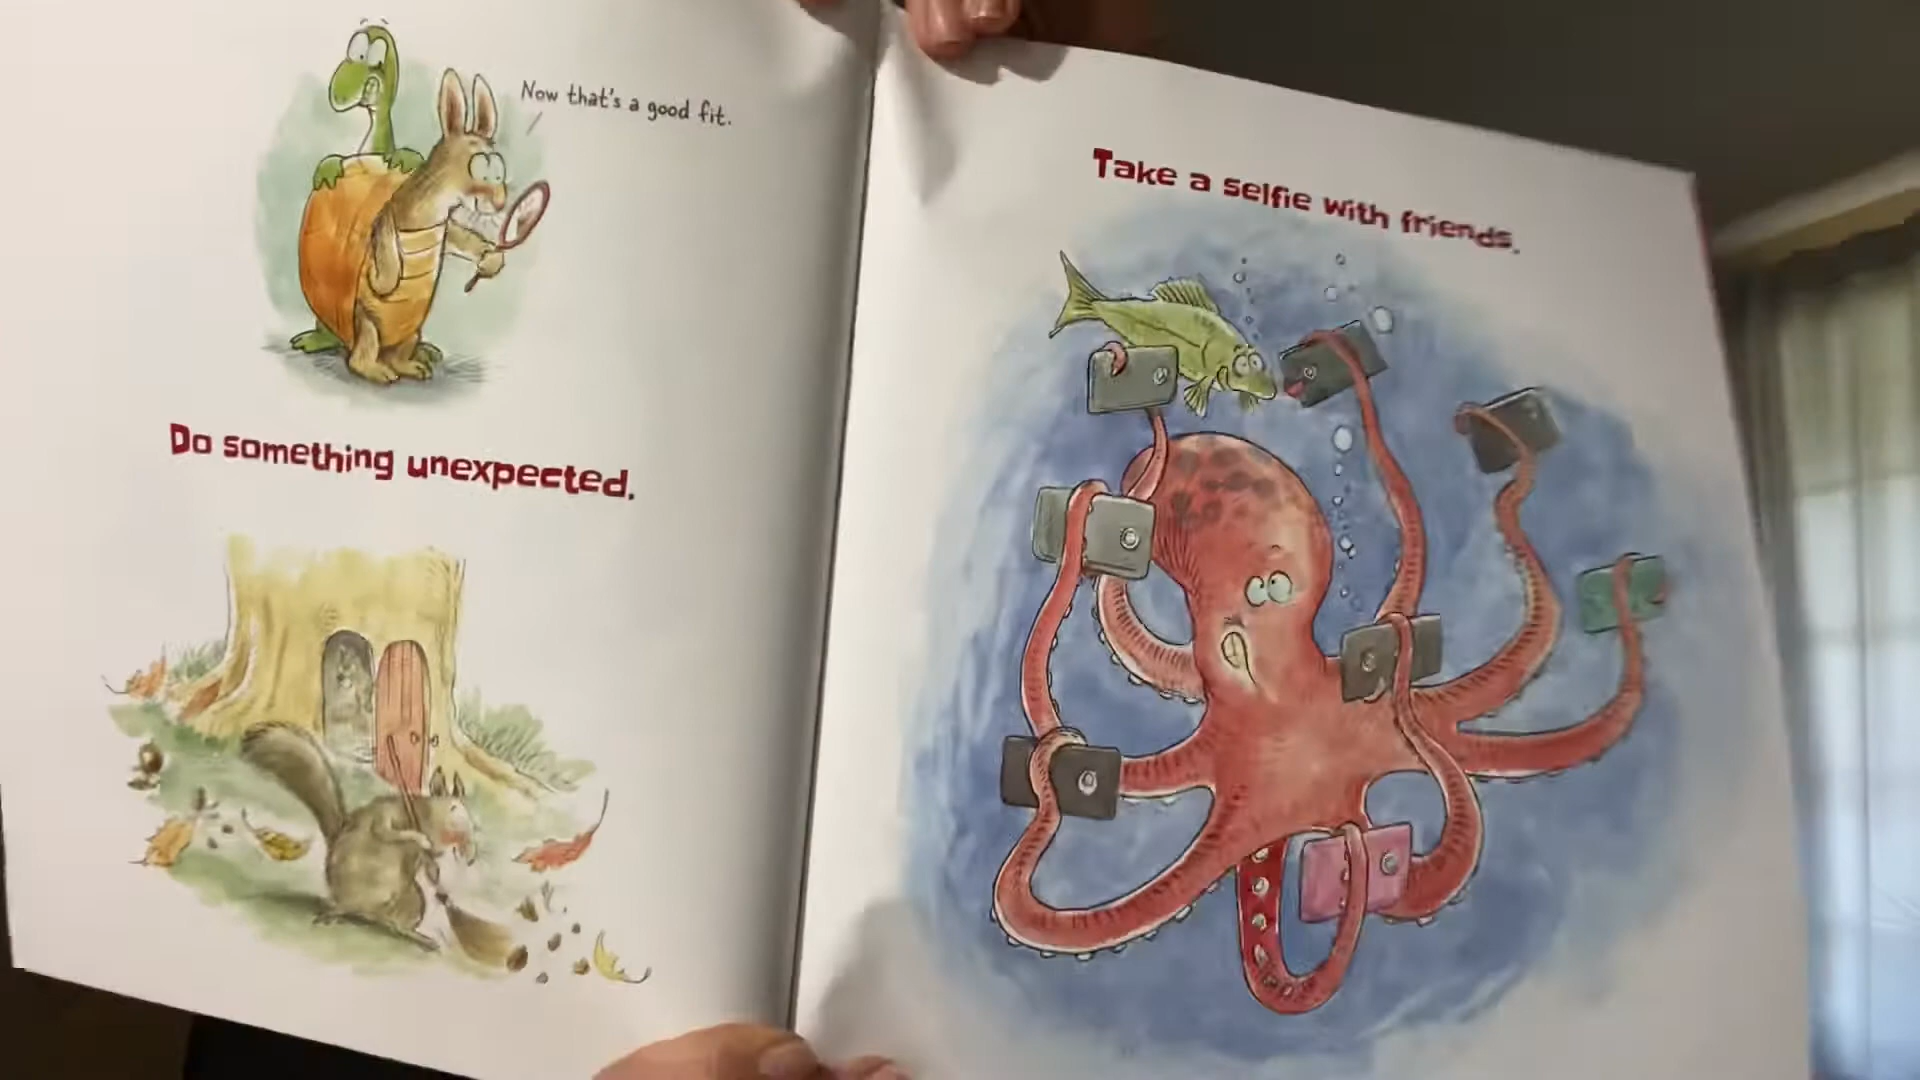 Now that's a good fit.
Do something unexpected.
Take a selfie with friends.